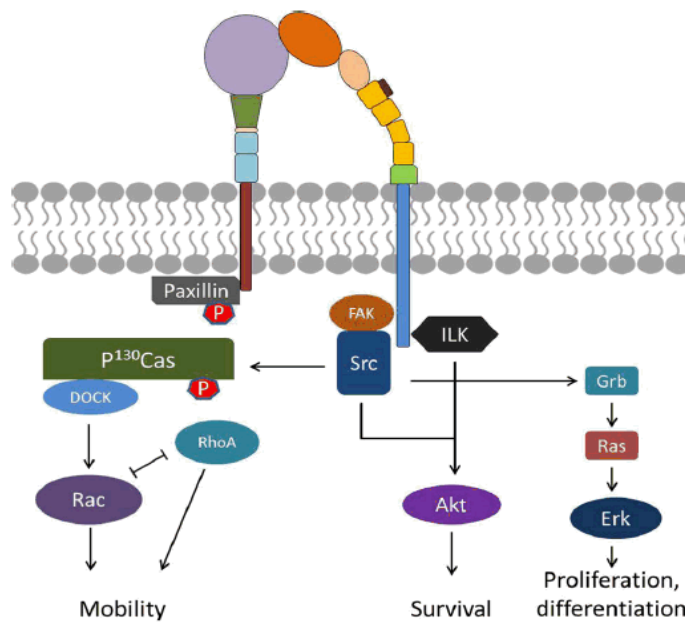 Paxillin
P
FAK
ILK
Src
P¹³⁰Cas
P
DOCK
Grb
RhoA
Ras
Rac
Akt
Erk
Mobility
Survival
Proliferation,
differentiation